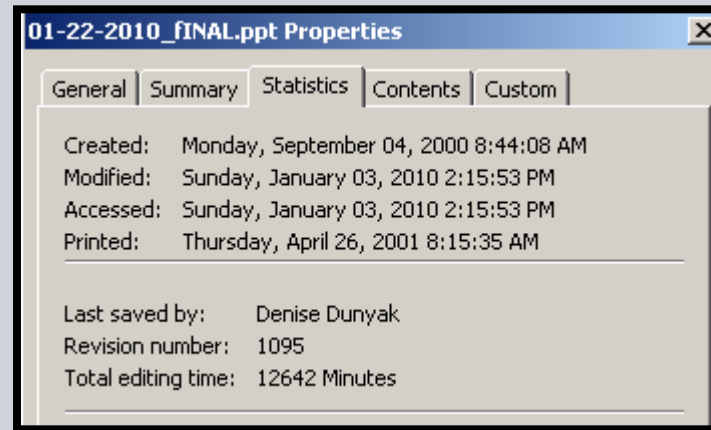 01-22-2010_fINAL.ppt Properties
General Summary Statistics Contents Custom
Created: Monday, September 04, 2000 8:44:08 AM
Modified: Sunday, January 03, 2010 2:15:53 PM
Accessed: Sunday, January 03, 2010 2:15:53 PM
Printed: Thursday, April 26, 2001 8:15:35 AM
Last saved by: Denise Dunyak
Revision number: 1095
Total editing time: 12642 Minutes